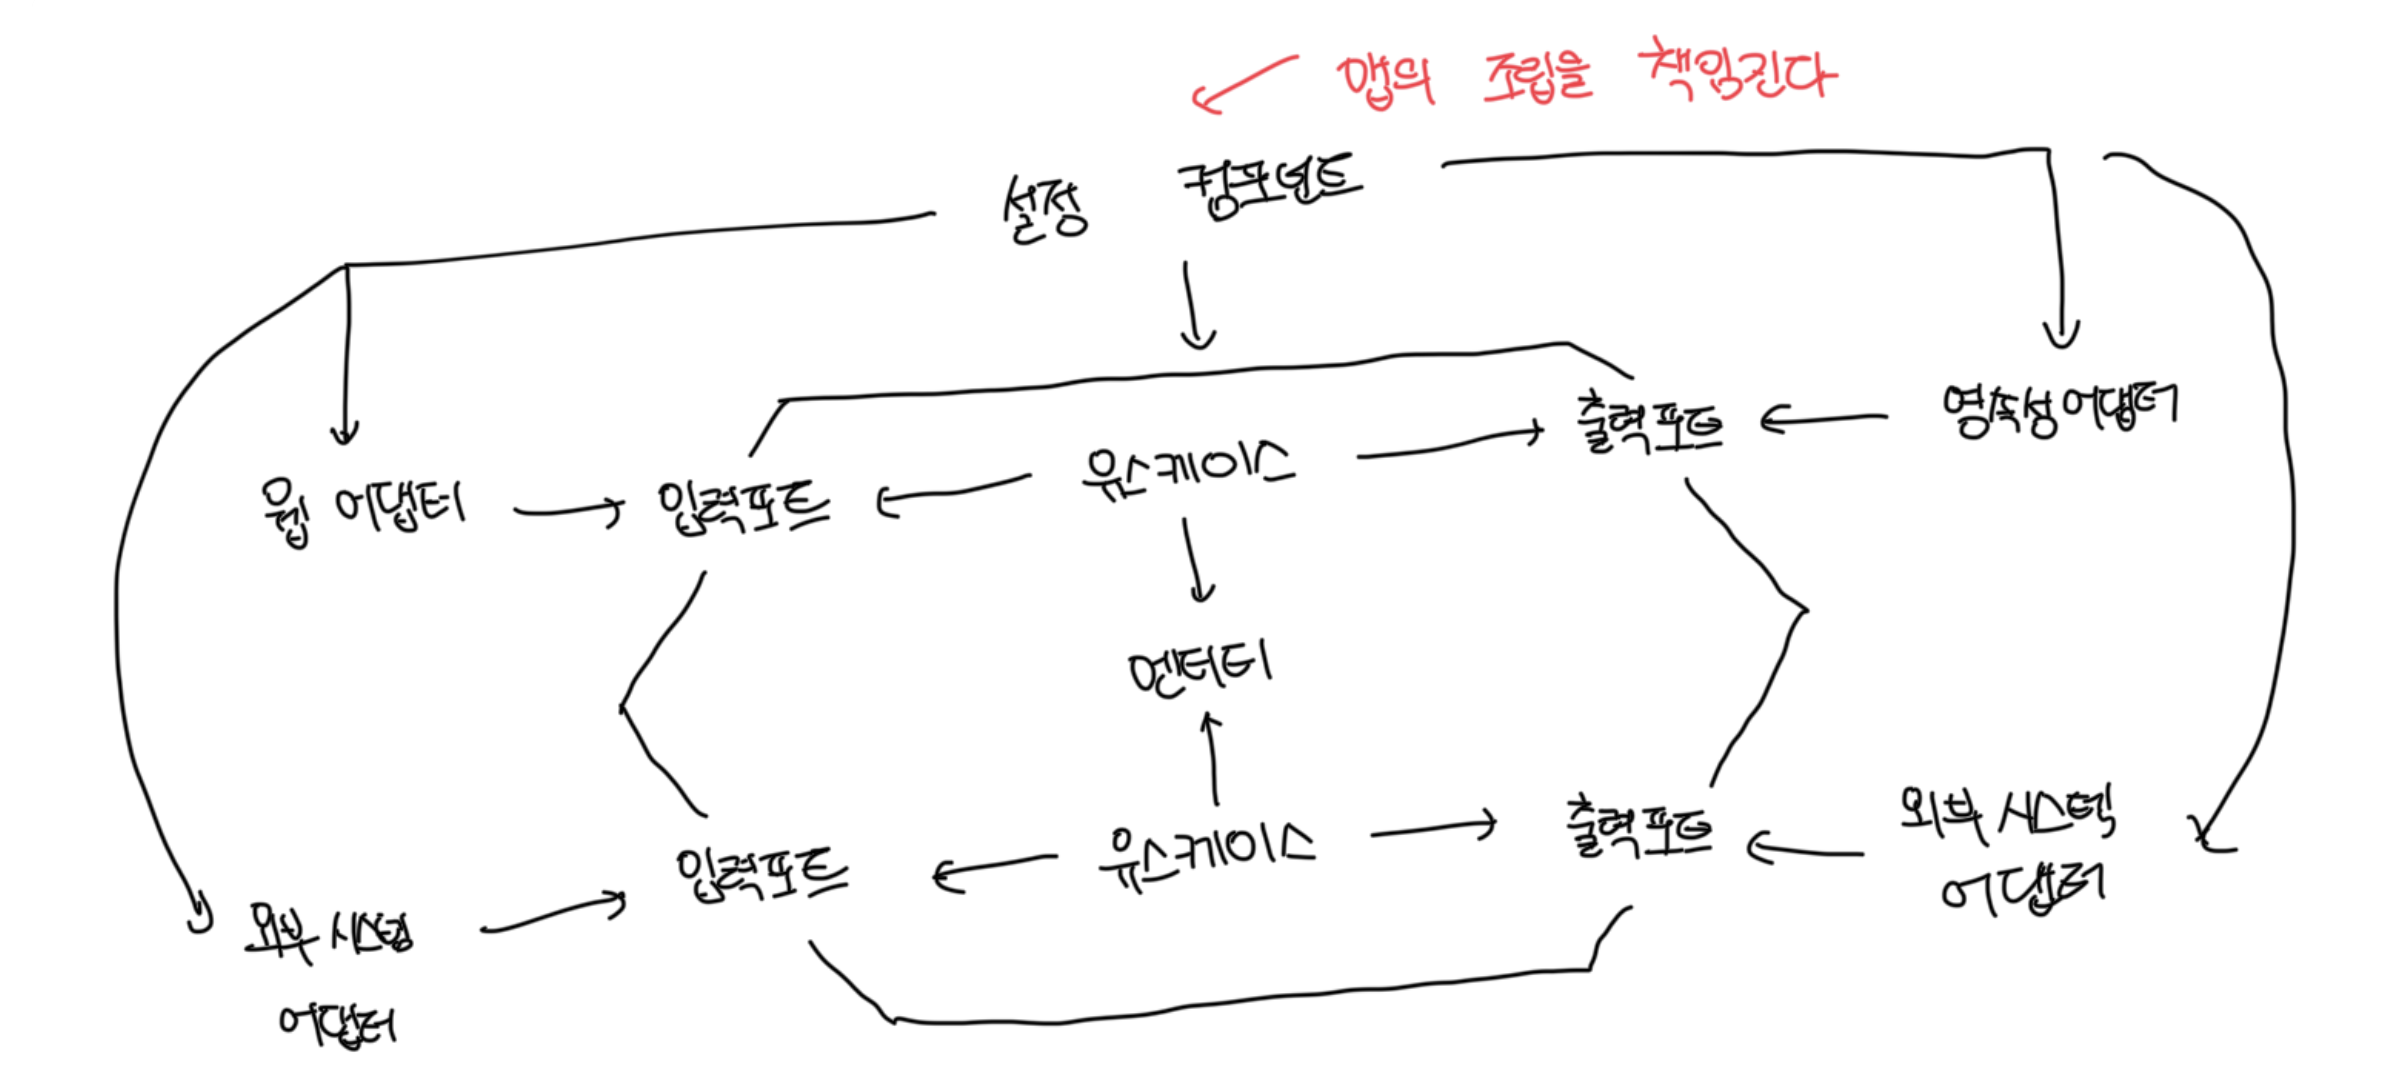 앱의 조립을 책임진다
설정 컴포넌트
웹 어댑터
입력포트
유스케이스
출력포트
영속성 어댑터
엔터티
외부 시스템
어댑터
입력포트
유스케이스
출력포트
외부 시스템
어댑터